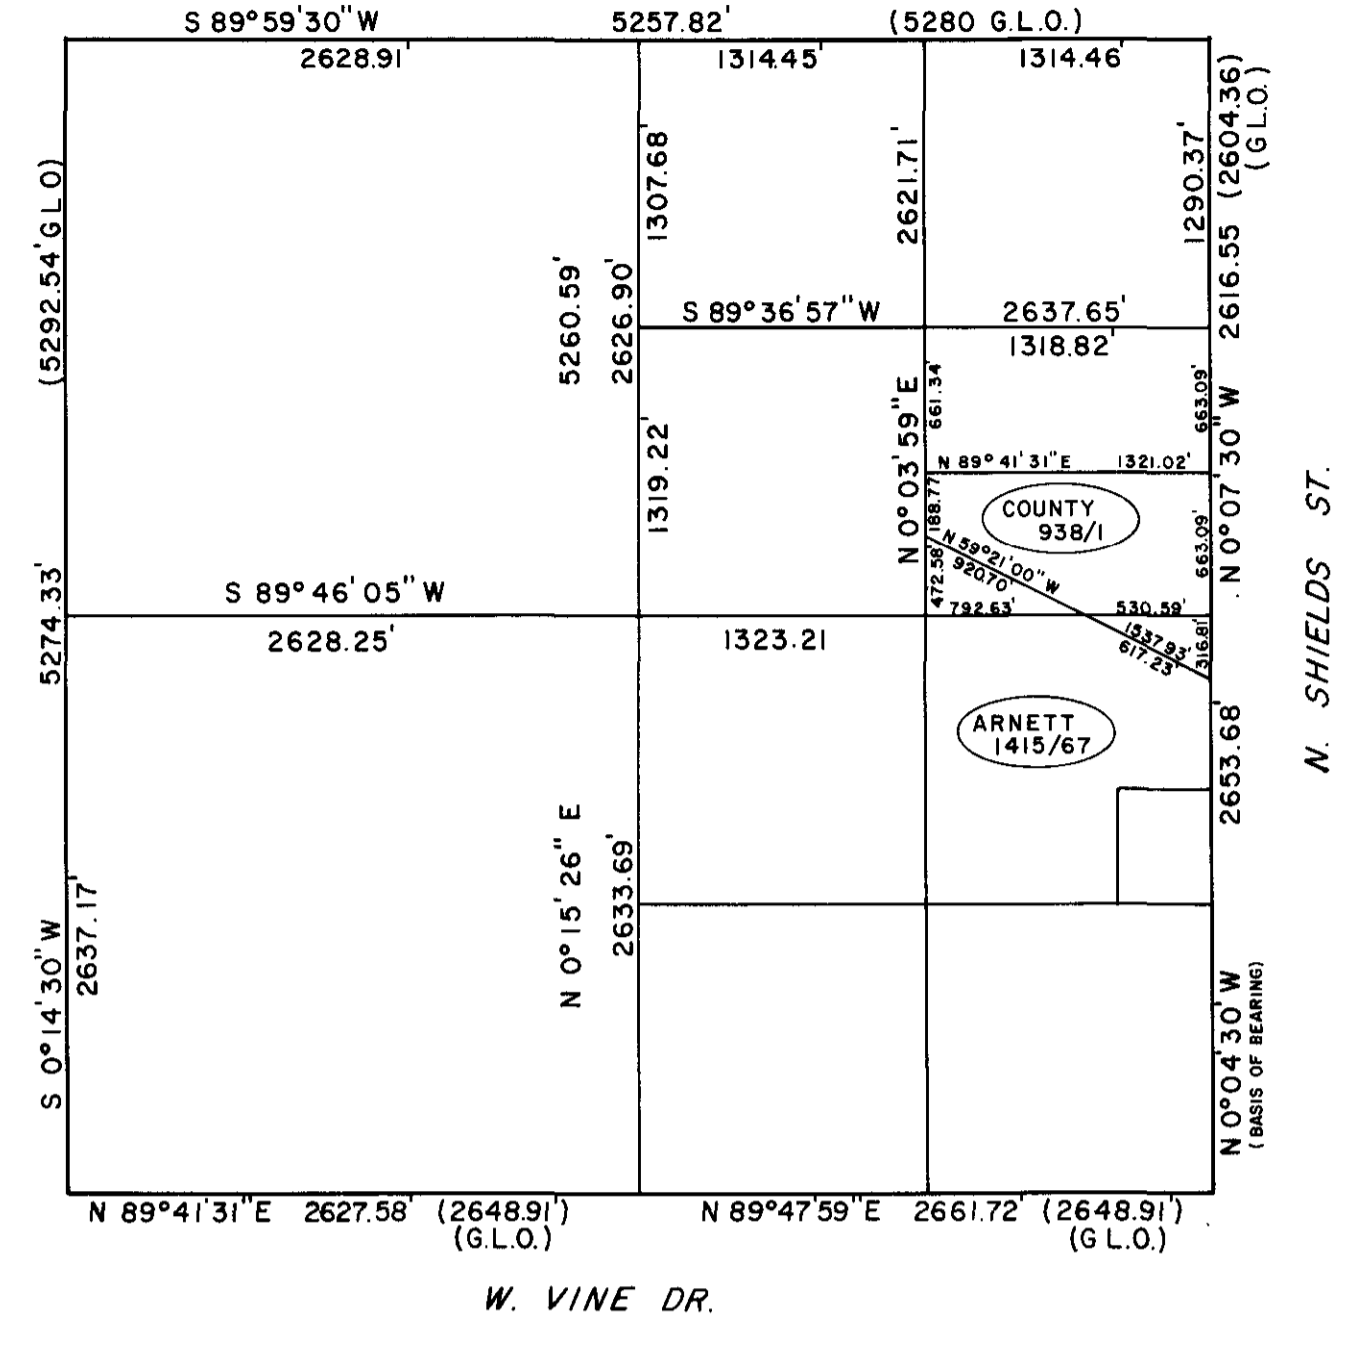 S 89°59'30"W 5257.82' (5280 G.L.O.)
2628.91' 1314.45' 1314.46'
(5292.54' G L O)
5274.33'
S 0°14'30"W
2637.17'
5260.59'
2626.90'
1307.68'
1319.22'
2621.71'
1290.37'
2616.55 (2604.36)
(G L.O.)
S 89°36'57"W 2637.65'
1318.82'
N 0°03'59"E
661.34'
663.09'
N 89°41'31"E 1321.02'
188.77'
COUNTY
938/1
N 59°21'00"W
920.70'
472.58'
663.09'
N 0°07'30"W
792.63' 530.59'
S 89°46'05"W
2628.25' 1323.21
1537.93'
617.23'
316.81'
ARNETT
1415/67
2653.68'
N 0°15'26" E
2633.69'
N 0°04'30"W
(BASIS OF BEARING)
N. SHIELDS ST.
N 89°41'31"E 2627.58' (2648.91')
(G.L.O.)
N 89°47'59"E 2661.72' (2648.91')
(G L.O.)
W. VINE DR.